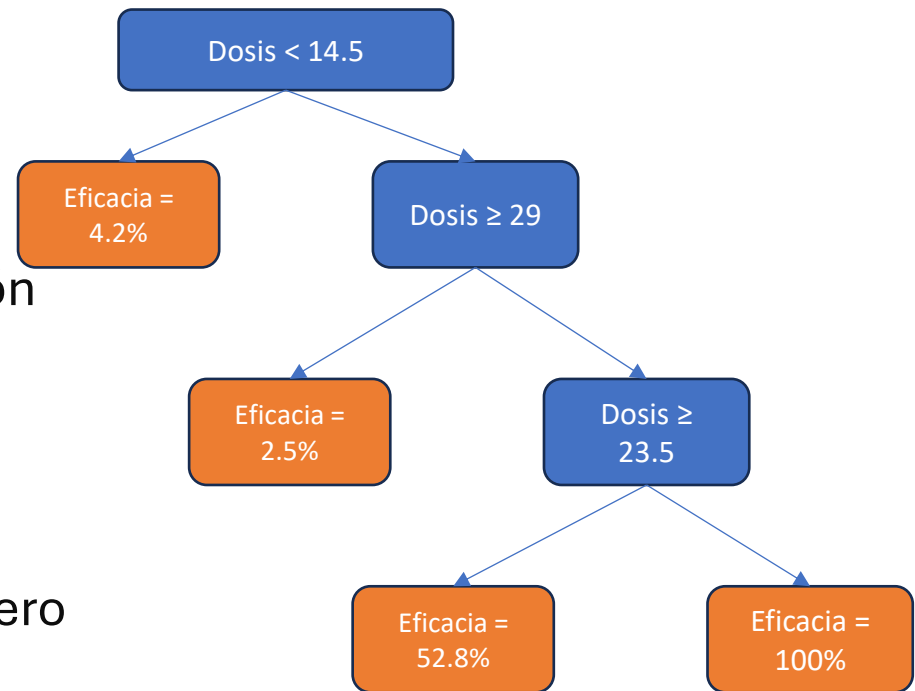 Dosis < 14.5
Eficacia =
4.2%
Dosis ≥ 29
on
Eficacia =
2.5%
Dosis ≥
23.5
ero
Eficacia =
52.8%
Eficacia =
100%